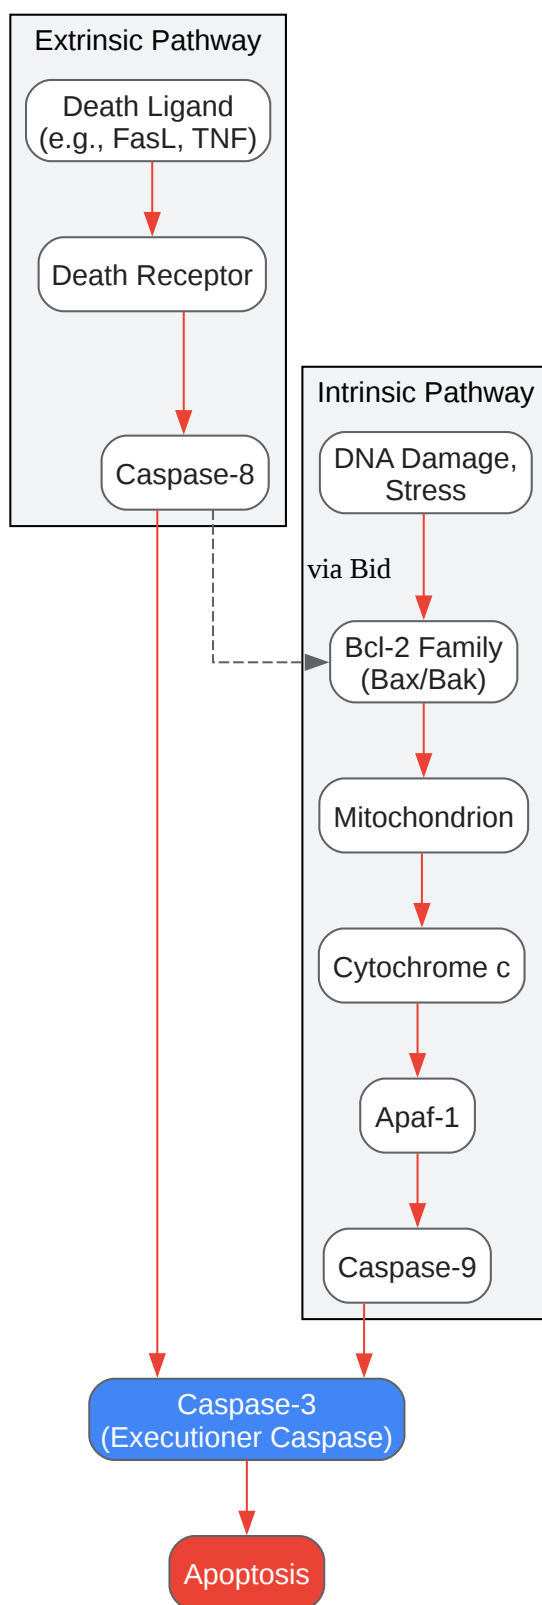 Extrinsic Pathway
Death Ligand
(e.g., FasL, TNF)
Death Receptor
Caspase-8
Intrinsic Pathway
DNA Damage,
Stress
via Bid
Bcl-2 Family
(Bax/Bak)
Mitochondrion
Cytochrome c
Apaf-1
Caspase-9
Caspase-3
(Executioner Caspase)
Apoptosis